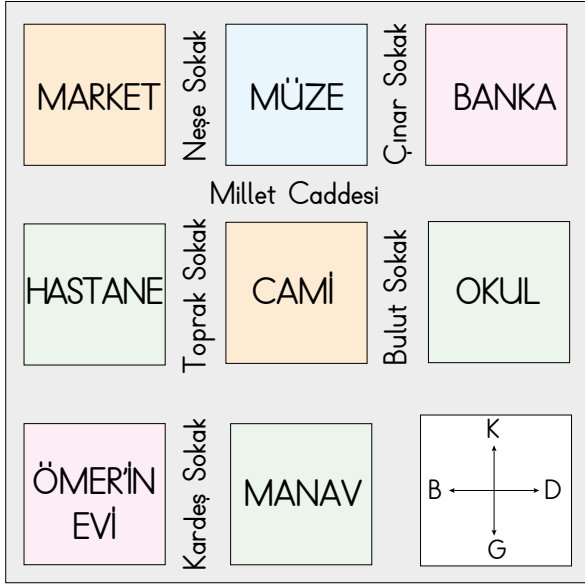 MARKET
Neşe Sokak
MÜZE
Çınar Sokak
BANKA
Millet Caddesi
HASTANE
Toprak Sokak
CAMİ
Bulut Sokak
OKUL
ÖMER'İN
EVİ
Kardeş Sokak
MANAV
K
B
D
G